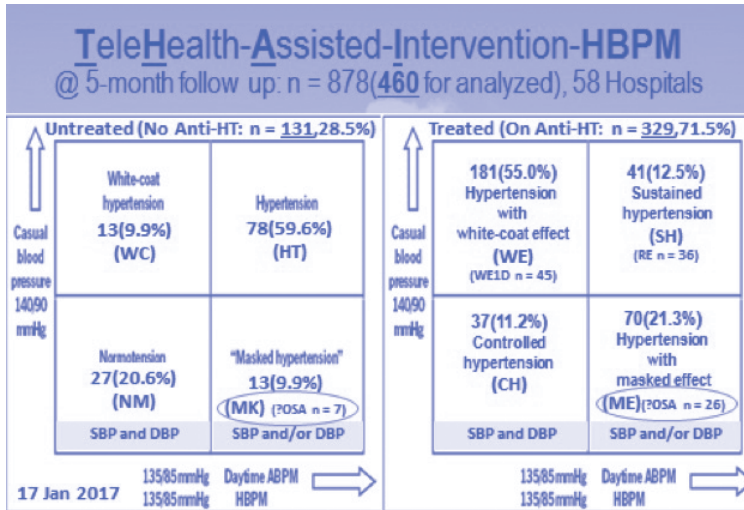 TeleHealth-Assisted-Intervention-HBPM
@ 5-month follow up: n = 878(460 for analyzed), 58 Hospitals
Untreated (No Anti-HT: n = 131,28.5%)
Casual
blood
pressure
140/90
mmHg
White-coat
hypertension
13(9.9%)
(WC)
Hypertension
78(59.6%)
(HT)
Normotension
27(20.6%)
(NM)
"Masked hypertension"
13(9.9%)
(MK) (?OSA n = 7)
SBP and DBP
SBP and/or DBP
135/85mmHg Daytime ABPM
135/85mmHg HBPM
17 Jan 2017
Treated (On Anti-HT: n = 329,71.5%)
Casual
blood
pressure
140/90
mmHg
181(55.0%)
Hypertension
with
white-coat effect
(WE)
(WE1D n = 45)
41(12.5%)
Sustained
hypertension
(SH)
(RE n = 36)
37(11.2%)
Controlled
hypertension
(CH)
70(21.3%)
Hypertension
with
masked effect
(ME)(?OSA n = 26)
SBP and DBP
SBP and/or DBP
135/85mmHg Daytime ABPM
135/85mmHg HBPM